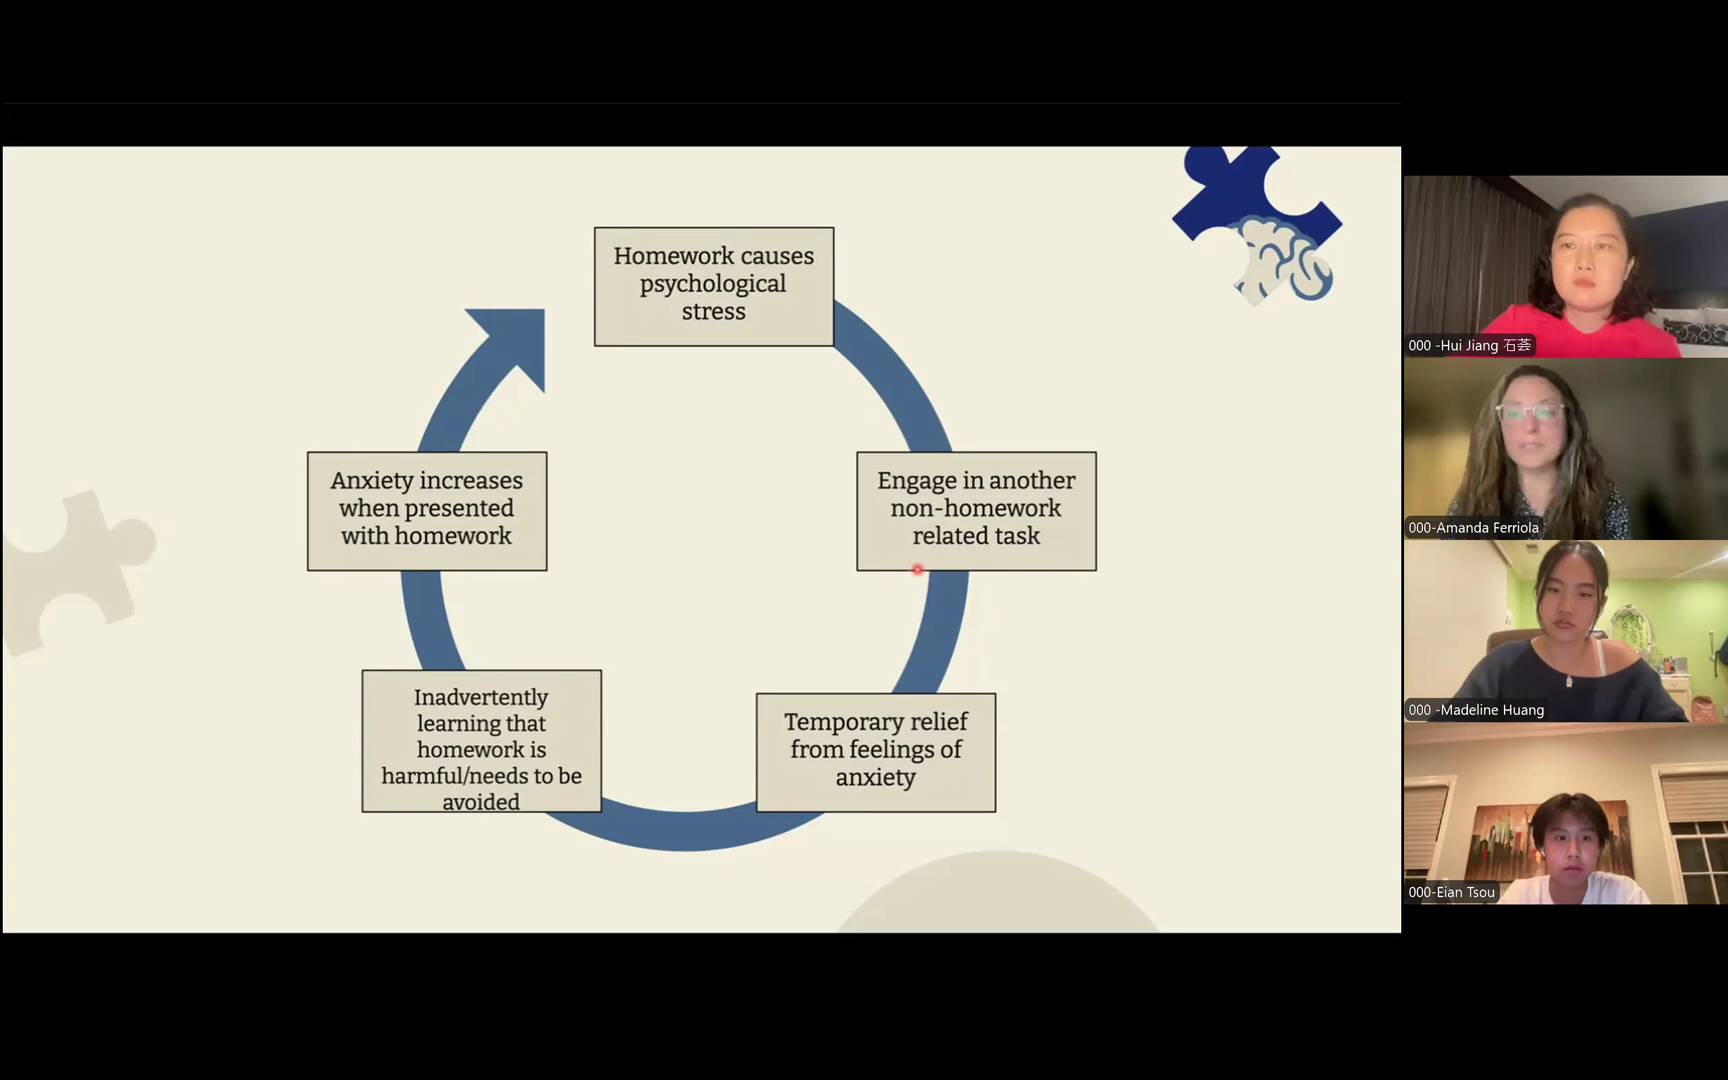 Homework causes
psychological
stress
Engage in another
non-homework
related task
Temporary relief
from feelings of
anxiety
Inadvertently
learning that
homework is
harmful/needs to be
avoided
Anxiety increases
when presented
with homework
000 -Hui Jiang 石荟
000-Amanda Ferriola
000 -Madeline Huang
000-Eian Tsou